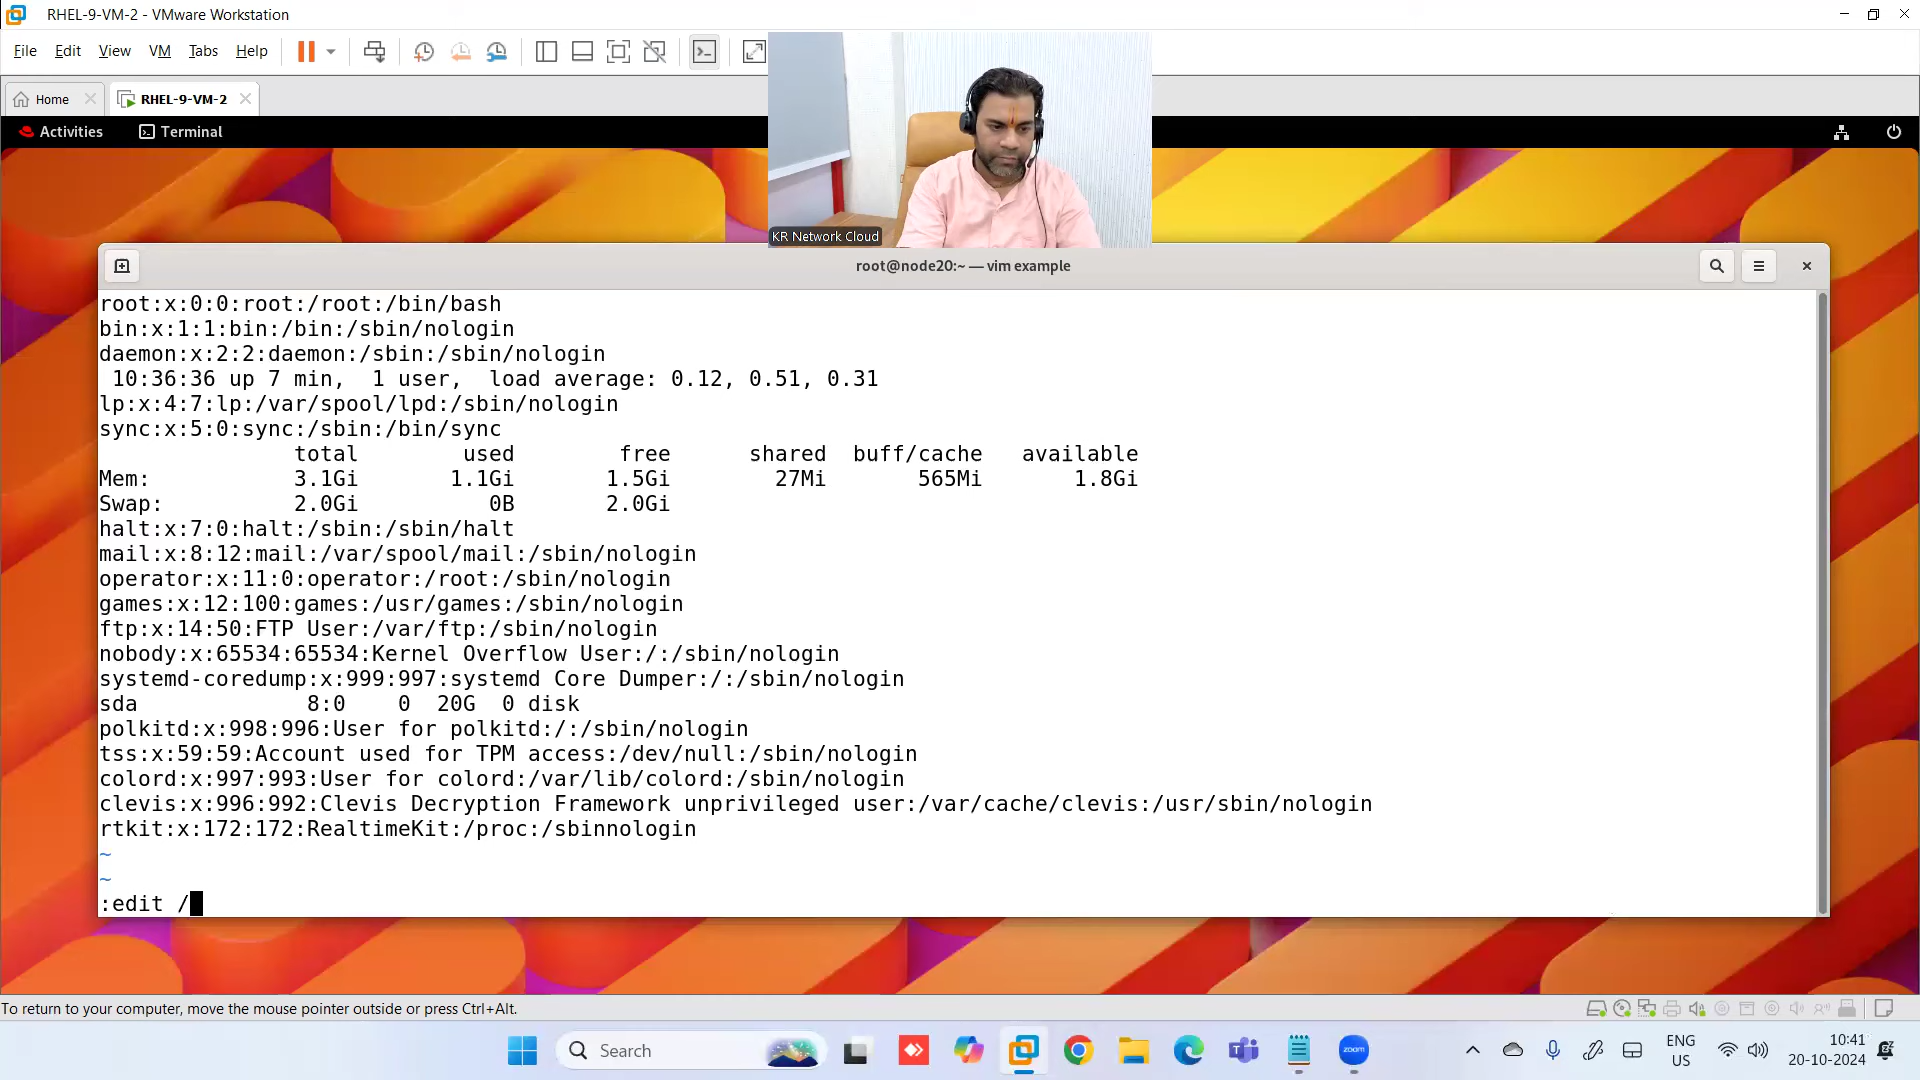 RHEL-9-VM-2 - VMware Workstation
File Edit View VM Tabs Help
Home RHEL-9-VM-2
Activities Terminal
KR Network Cloud
root@node20:~ — vim example
root:x:0:0:root:/root:/bin/bash
bin:x:1:1:bin:/bin:/sbin/nologin
daemon:x:2:2:daemon:/sbin:/sbin/nologin
10:36:36 up 7 min, 1 user, load average: 0.12, 0.51, 0.31
lp:x:4:7:lp:/var/spool/lpd:/sbin/nologin
sync:x:5:0:sync:/sbin:/bin/sync
total used free shared buff/cache available
Mem: 3.1Gi 1.1Gi 1.5Gi 27Mi 565Mi 1.8Gi
Swap: 2.0Gi 0B 2.0Gi
halt:x:7:0:halt:/sbin:/sbin/halt
mail:x:8:12:mail:/var/spool/mail:/sbin/nologin
operator:x:11:0:operator:/root:/sbin/nologin
games:x:12:100:games:/usr/games:/sbin/nologin
ftp:x:14:50:FTP User:/var/ftp:/sbin/nologin
nobody:x:65534:65534:Kernel Overflow User:/:/sbin/nologin
systemd-coredump:x:999:997:systemd Core Dumper:/:/sbin/nologin
sda 8:0 0 20G 0 disk
polkitd:x:998:996:User for polkitd:/:/sbin/nologin
tss:x:59:59:Account used for TPM access:/dev/null:/sbin/nologin
colord:x:997:993:User for colord:/var/lib/colord:/sbin/nologin
clevis:x:996:992:Clevis Decryption Framework unprivileged user:/var/cache/clevis:/usr/sbin/nologin
rtkit:x:172:172:RealtimeKit:/proc:/sbinnologin
~
~
:edit /
To return to your computer, move the mouse pointer outside or press Ctrl+Alt.
Search
zoom
ENG
US
10:41
20-10-2024